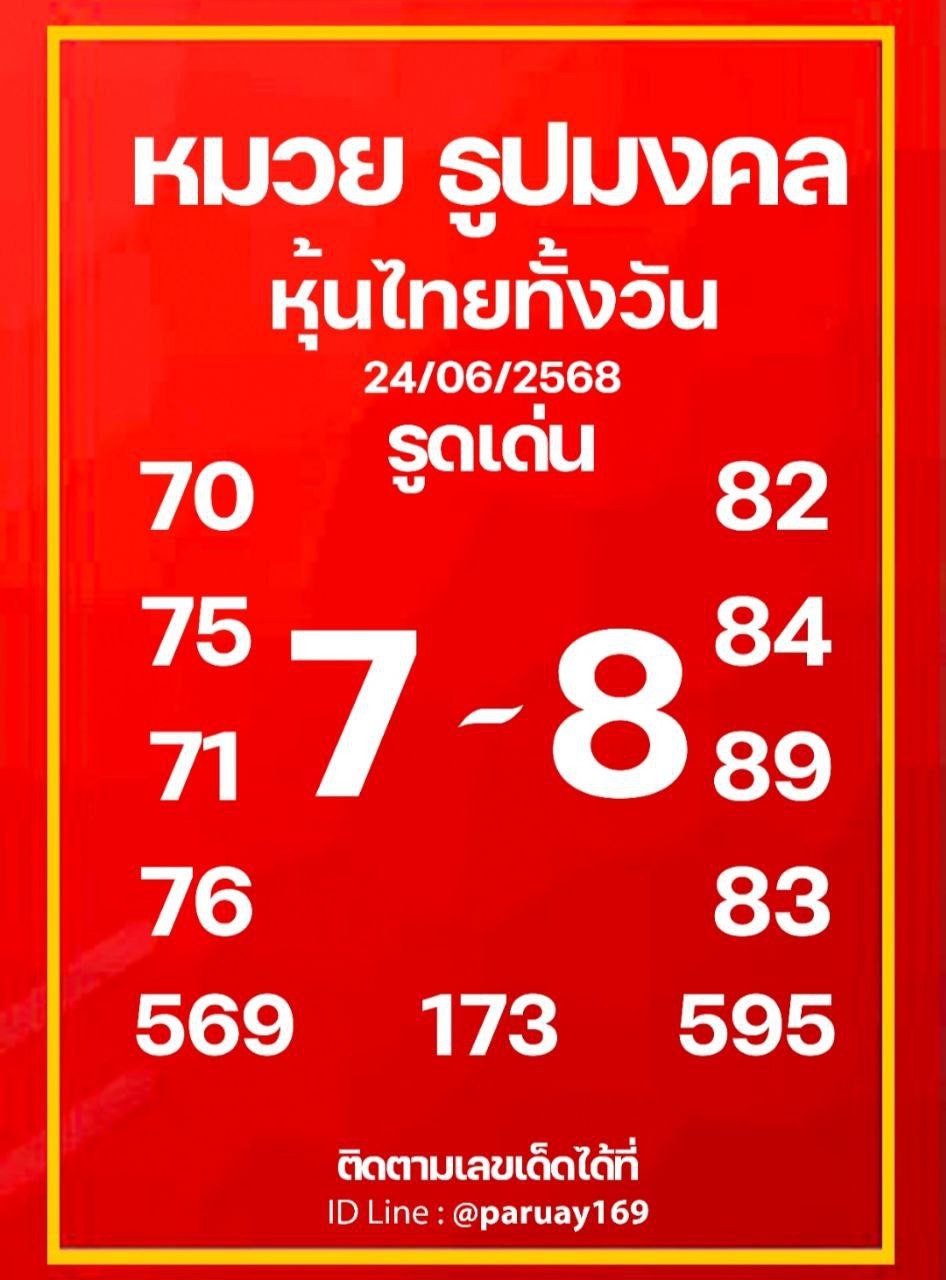 หมวย ธูปมงคล
หุ้นไทยทั้งวัน
24/06/2568
รูดเด่น
70 82
75 84
7 - 8
71 89
76 83
569 173 595
ติดตามเลขเด็ดได้ที่
ID Line : @paruay169